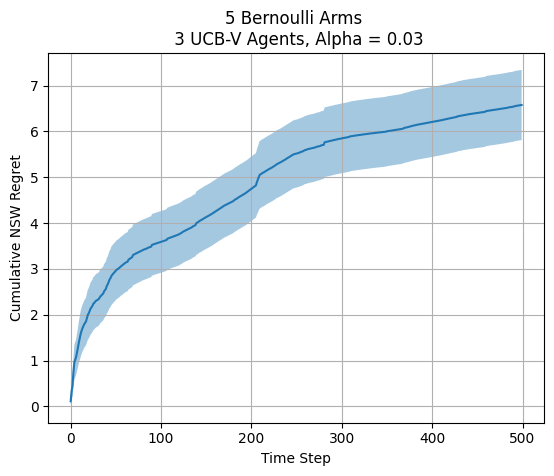 5 Bernoulli Arms
3 UCB-V Agents, Alpha = 0.03
Cumulative NSW Regret
7
6
5
4
3
2
1
0
0 100 200 300 400 500
Time Step